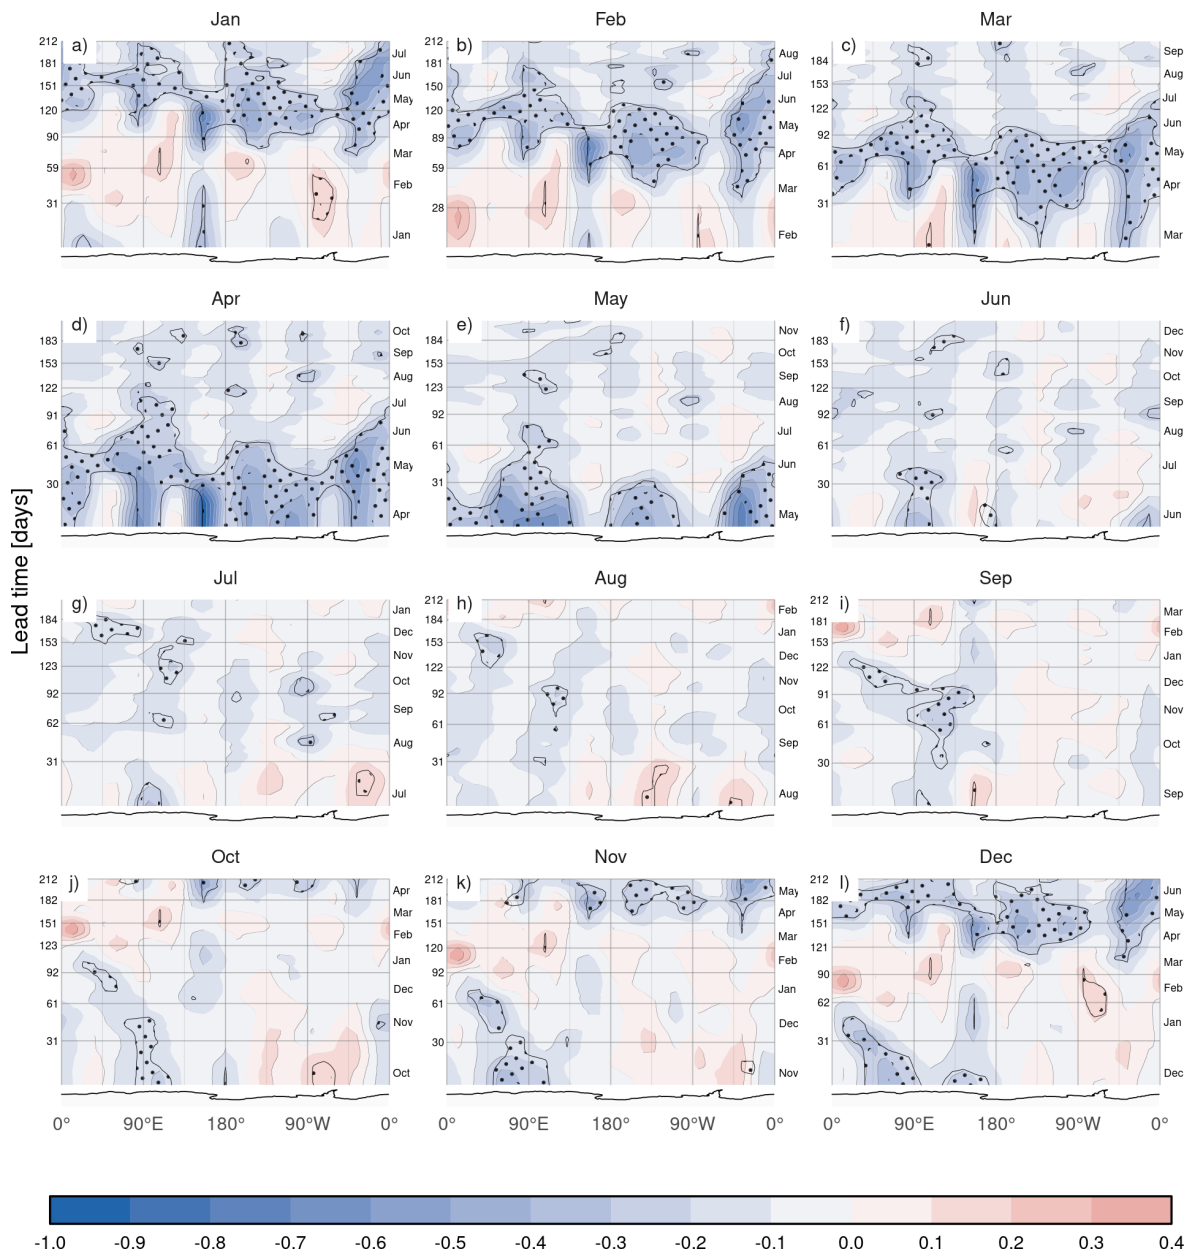 Jan Feb Mar
a) 212 181 151 120 90 59 31 Jul Jun May Apr Mar Feb Jan
b) 212 181 150 120 89 59 28 Aug Jul Jun May Apr Mar Feb
c) 184 153 122 92 61 31 Sep Aug Jul Jun May Apr Mar
Apr May Jun
d) 183 153 122 91 61 30 Oct Sep Aug Jul Jun May Apr
e) 184 153 123 92 61 31 Nov Oct Sep Aug Jul Jun May
f) 183 153 122 92 61 30 Dec Nov Oct Sep Aug Jul Jun
Lead time [days]
Jul Aug Sep
g) 184 153 123 92 62 31 Jan Dec Nov Oct Sep Aug Jul
h) 212 184 153 122 92 61 31 Feb Jan Dec Nov Oct Sep Aug
i) 212 181 153 122 91 61 30 Mar Feb Jan Dec Nov Oct Sep
Oct Nov Dec
j) 212 182 151 123 92 61 31 Apr Mar Feb Jan Dec Nov Oct
k) 212 181 151 120 92 61 30 May Apr Mar Feb Jan Dec Nov
l) 212 182 151 121 90 62 31 Jun May Apr Mar Feb Jan Dec
0° 90°E 180° 90°W 0° 0° 90°E 180° 90°W 0° 0° 90°E 180° 90°W 0°
-1.0 -0.9 -0.8 -0.7 -0.6 -0.5 -0.4 -0.3 -0.2 -0.1 0.0 0.1 0.2 0.3 0.4